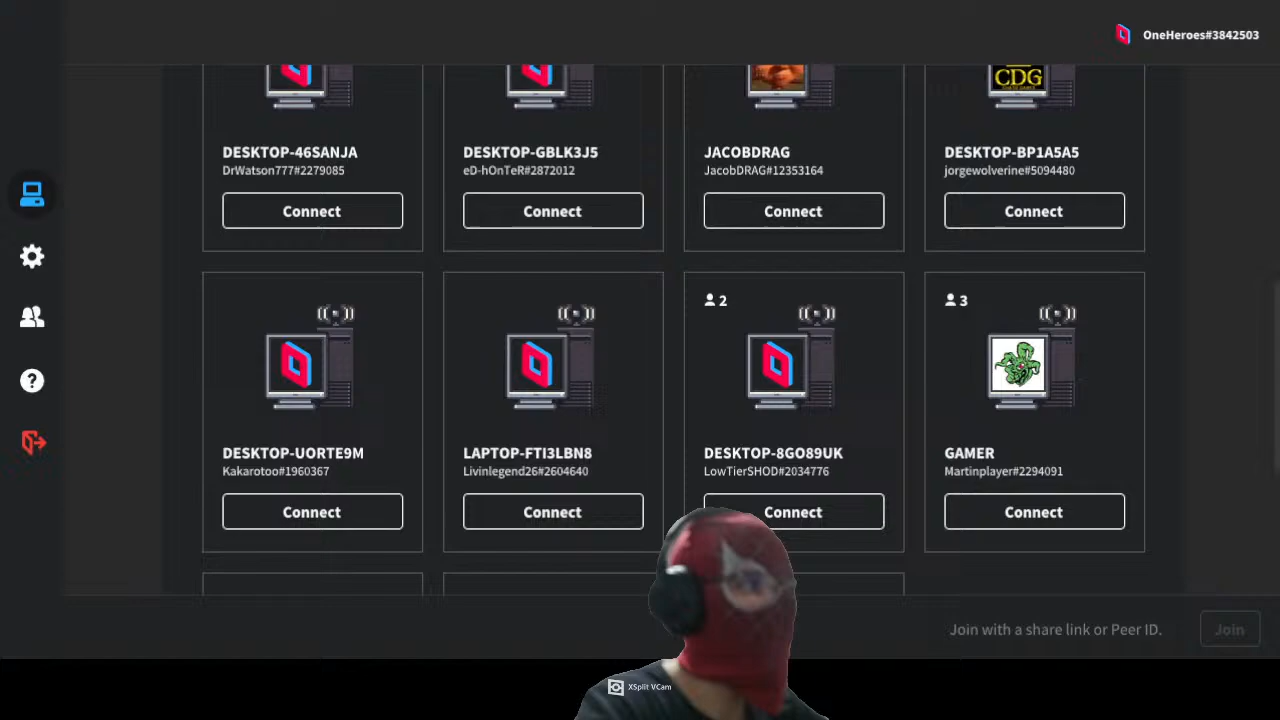 OneHeroes#3842503
CDG
DESKTOP-46SANJA
DrWatson777#2279085
Connect
DESKTOP-GBLK3J5
eD-hOnTeR#2872012
Connect
JACOBDRAG
JacobDRAG#12353164
Connect
DESKTOP-BP1A5A5
jorgewolverine#5094480
Connect
DESKTOP-UORTE9M
Kakarotoo#1960367
Connect
LAPTOP-FTI3LBN8
Livinlegend26#2604640
Connect
2
DESKTOP-8GO89UK
LowTierSHOD#2034776
Connect
3
GAMER
Martinplayer#2294091
Connect
Join with a share link or Peer ID.
Join
XSplit VCam